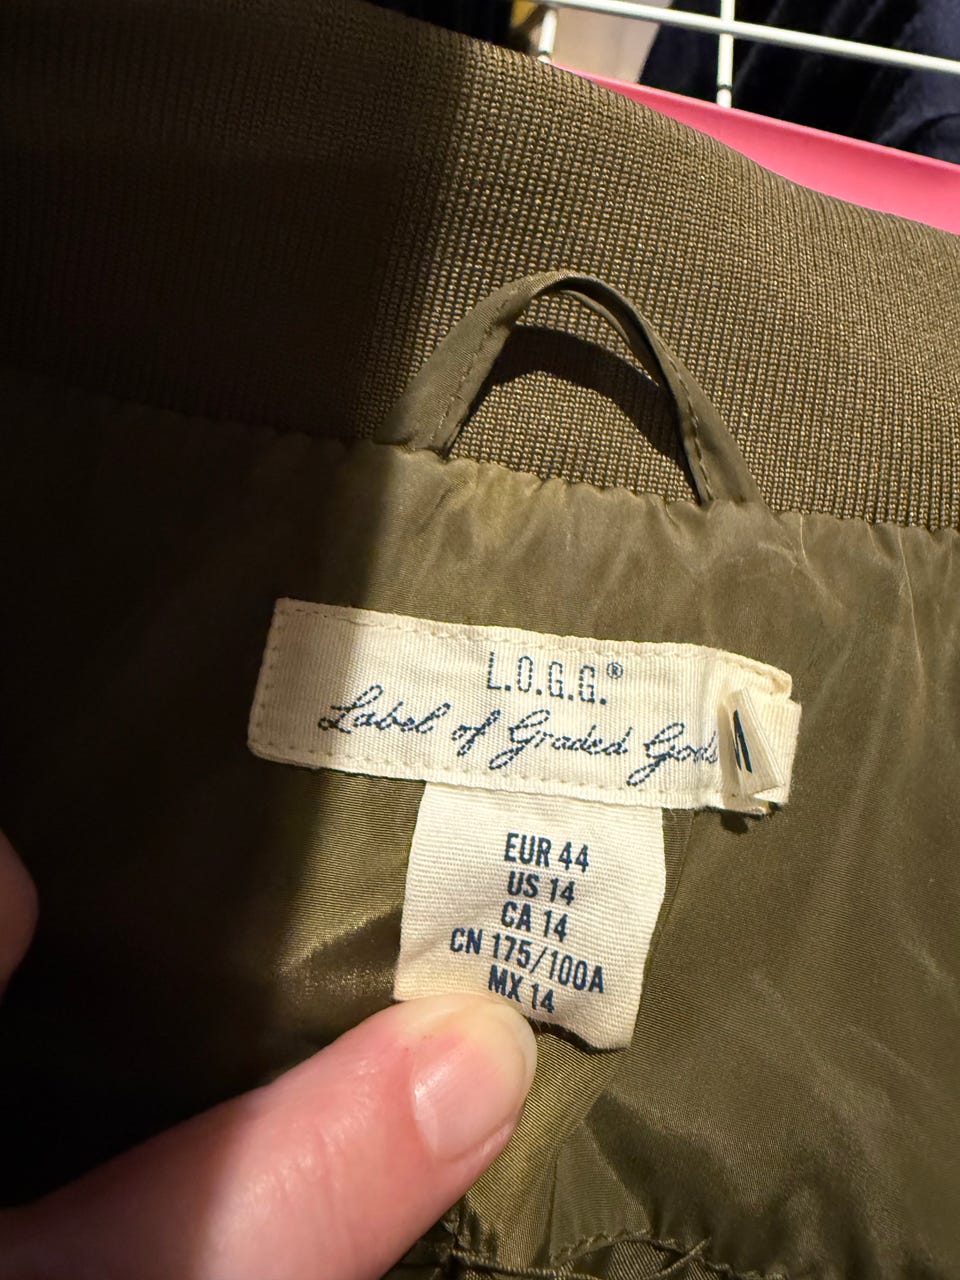 L.O.G.G.®
Label of Graded Goods
EUR 44
US 14
CA 14
CN 175/100A
MX 14